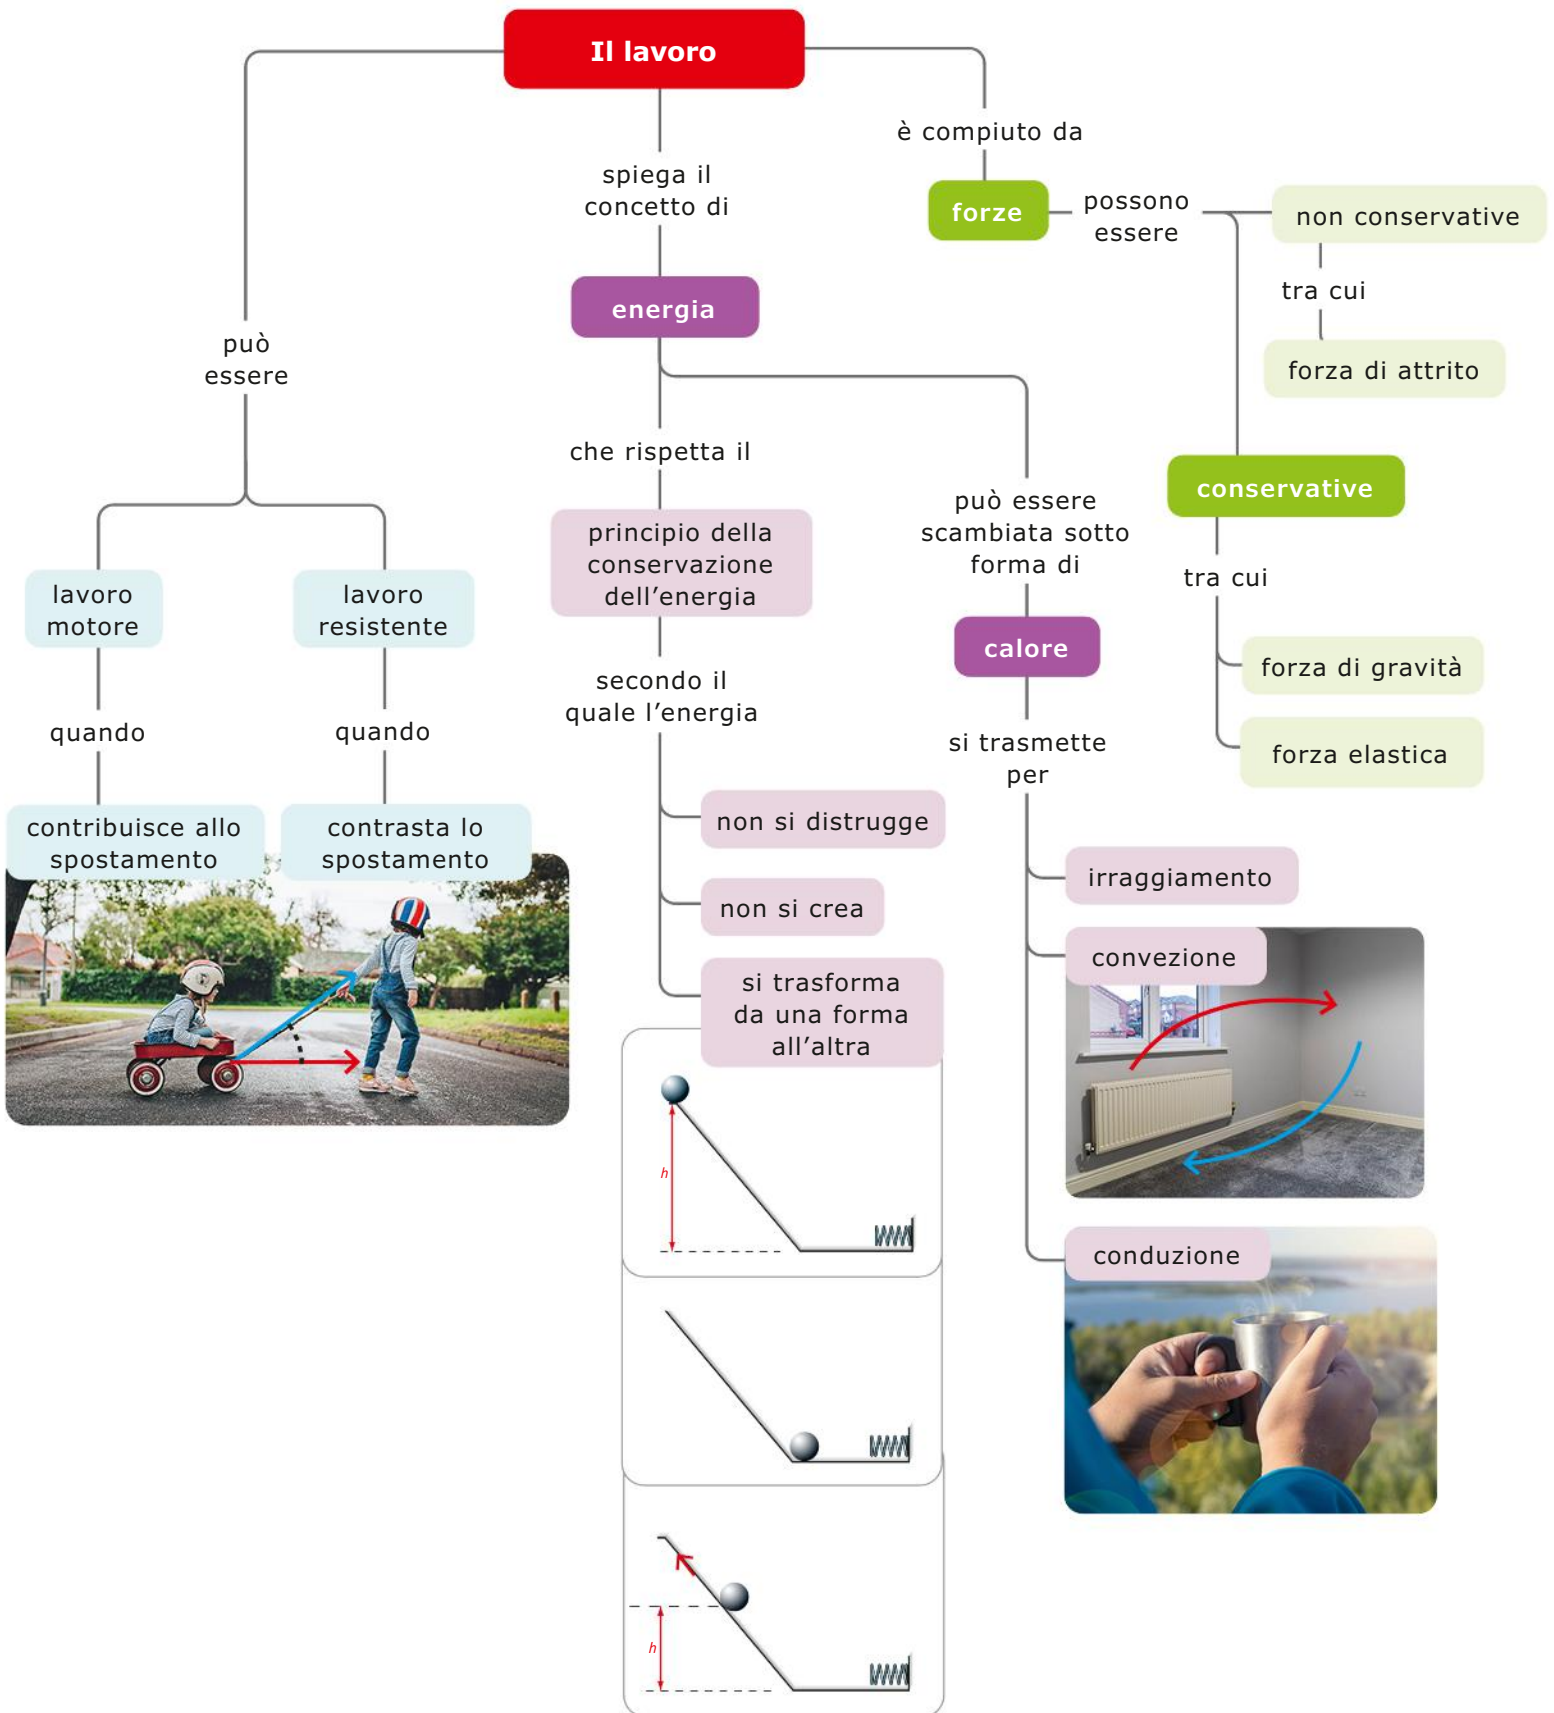 Il lavoro
può
essere
lavoro
motore
quando
contribuisce allo
spostamento
lavoro
resistente
quando
contrasta lo
spostamento
spiega il
concetto di
energia
che rispetta il
principio della
conservazione
dell’energia
secondo il
quale l’energia
non si distrugge
non si crea
si trasforma
da una forma
all’altra
h
h
può essere
scambiata sotto
forma di
calore
si trasmette
per
irraggiamento
convezione
conduzione
è compiuto da
forze
possono
essere
non conservative
tra cui
forza di attrito
conservative
tra cui
forza di gravità
forza elastica